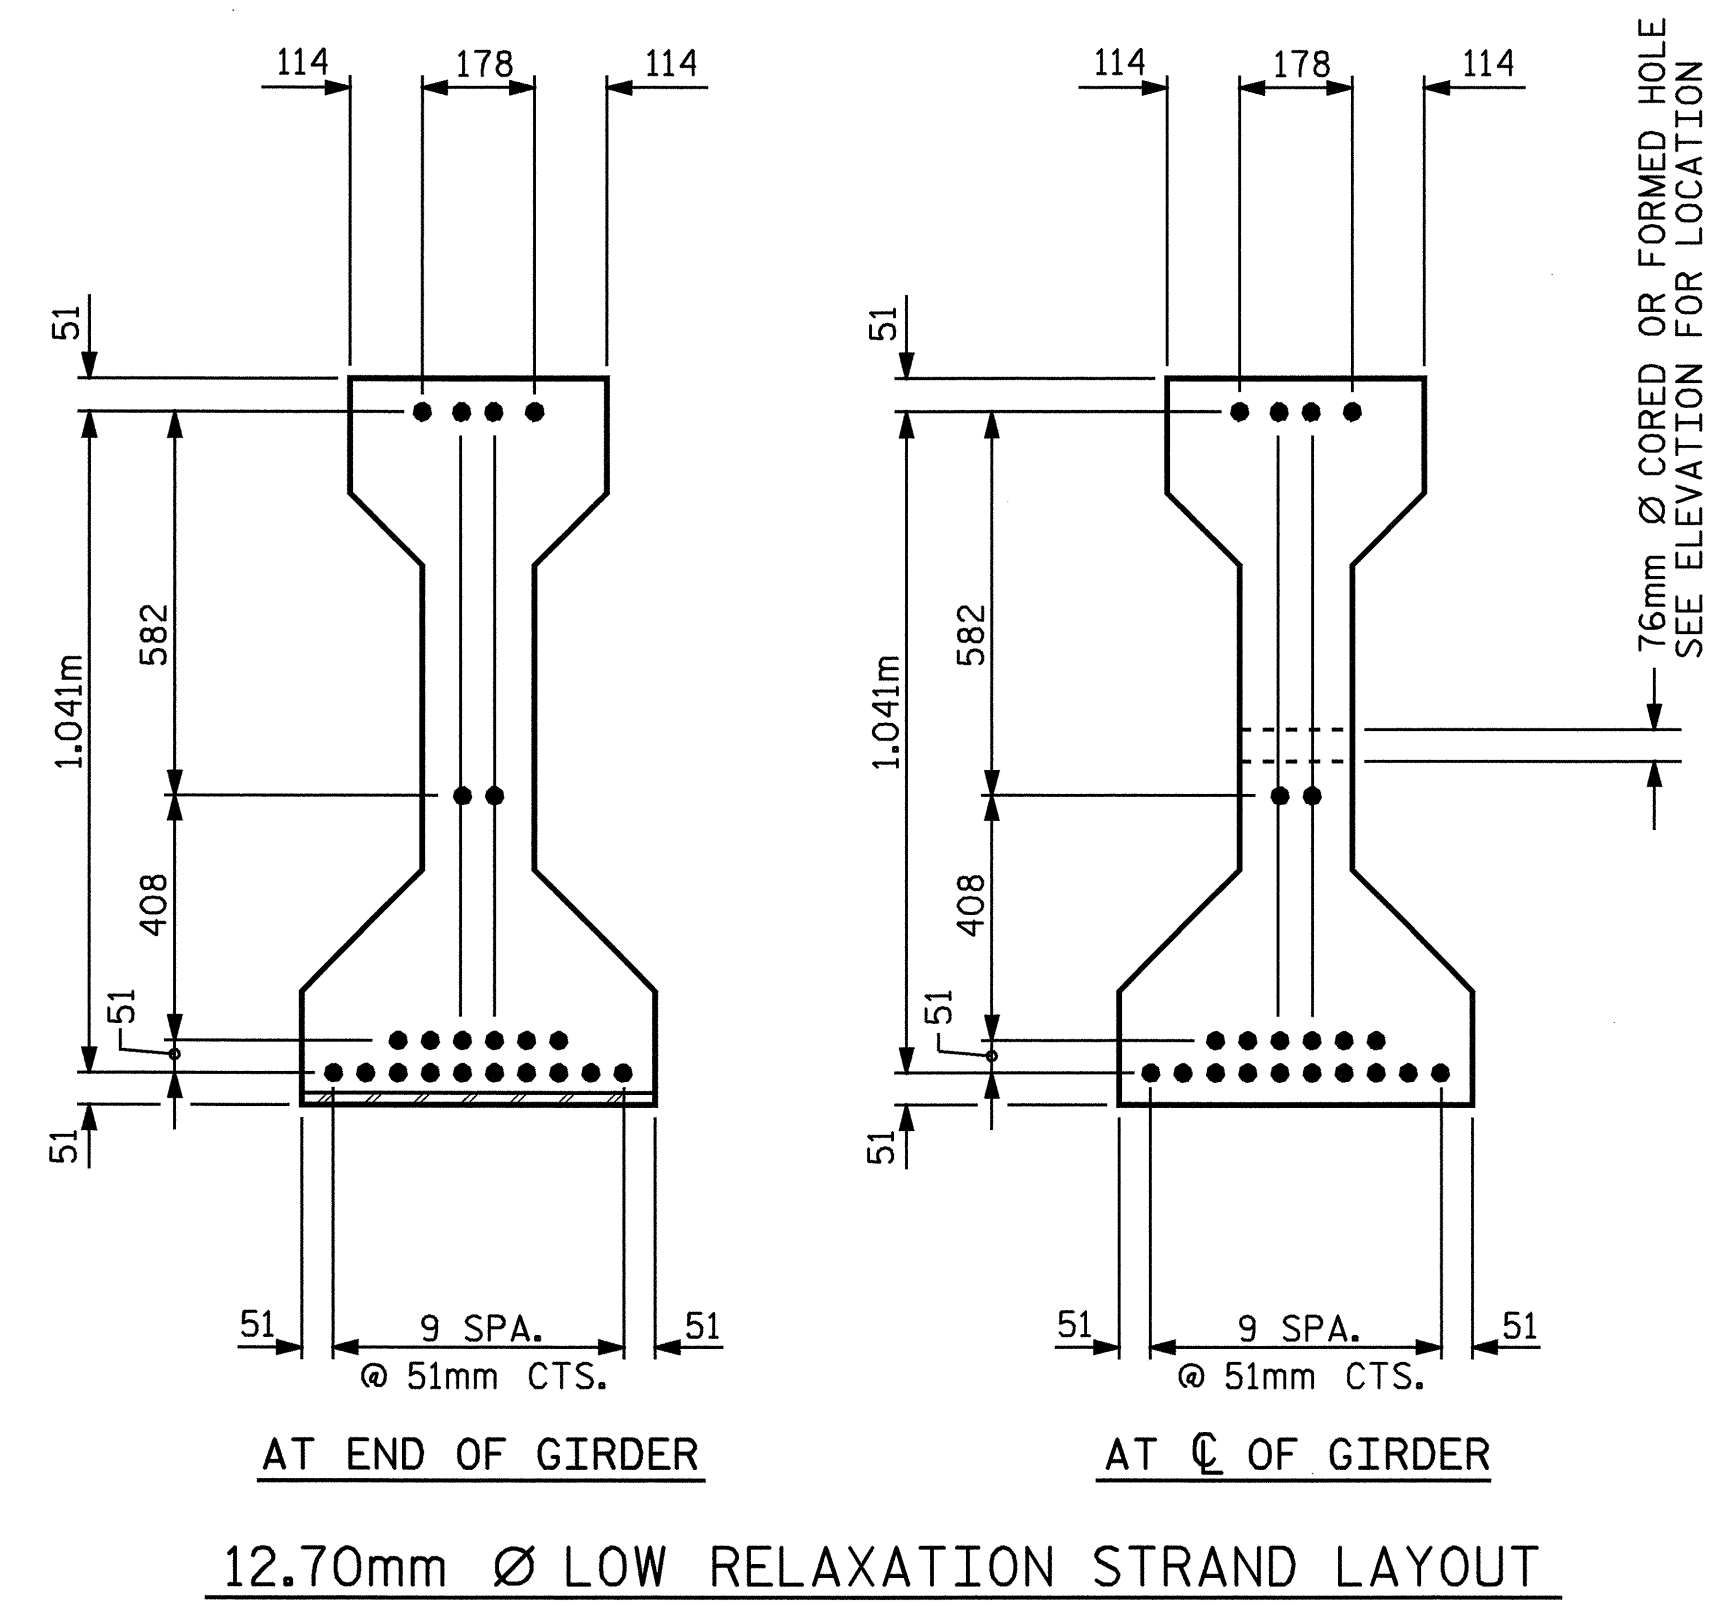 114 178 114
51
582
1.041m
408
51
51
51 9 SPA. 51
@ 51mm CTS.
AT END OF GIRDER
114 178 114
51
582
1.041m
408
51
51
51 9 SPA. 51
@ 51mm CTS.
AT ℄ OF GIRDER
76mm Ø CORED OR FORMED HOLE
SEE ELEVATION FOR LOCATION
12.70mm Ø LOW RELAXATION STRAND LAYOUT